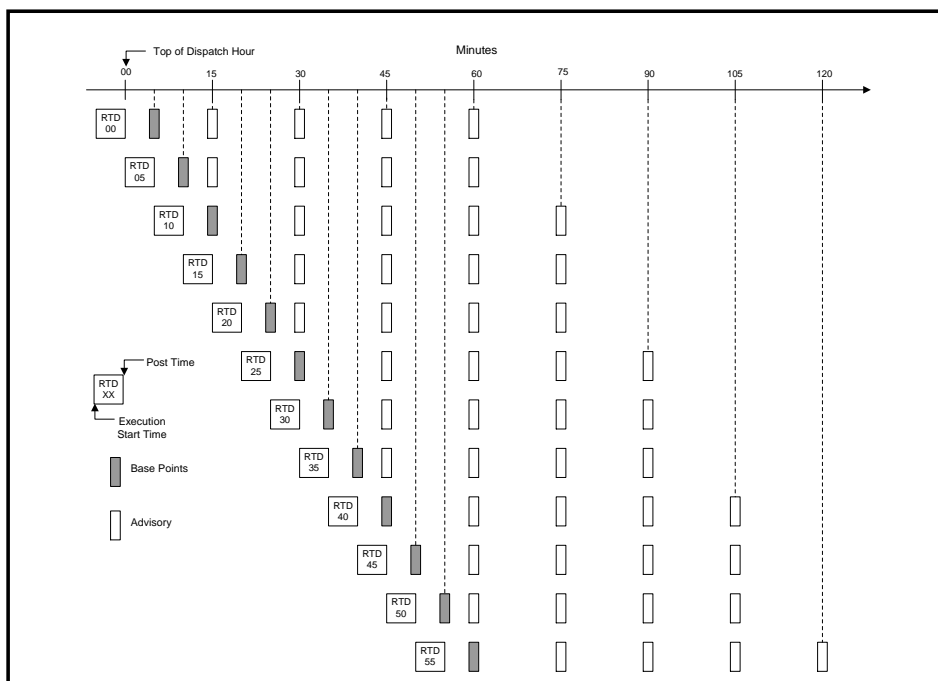 Top of Dispatch Hour
Minutes
00 15 30 45 60 75 90 105 120
RTD
00
RTD
05
RTD
10
RTD
15
RTD
20
RTD
25
Post Time
RTD
XX
Execution
Start Time
RTD
30
RTD
35
Base Points
RTD
40
Advisory
RTD
45
RTD
50
RTD
55